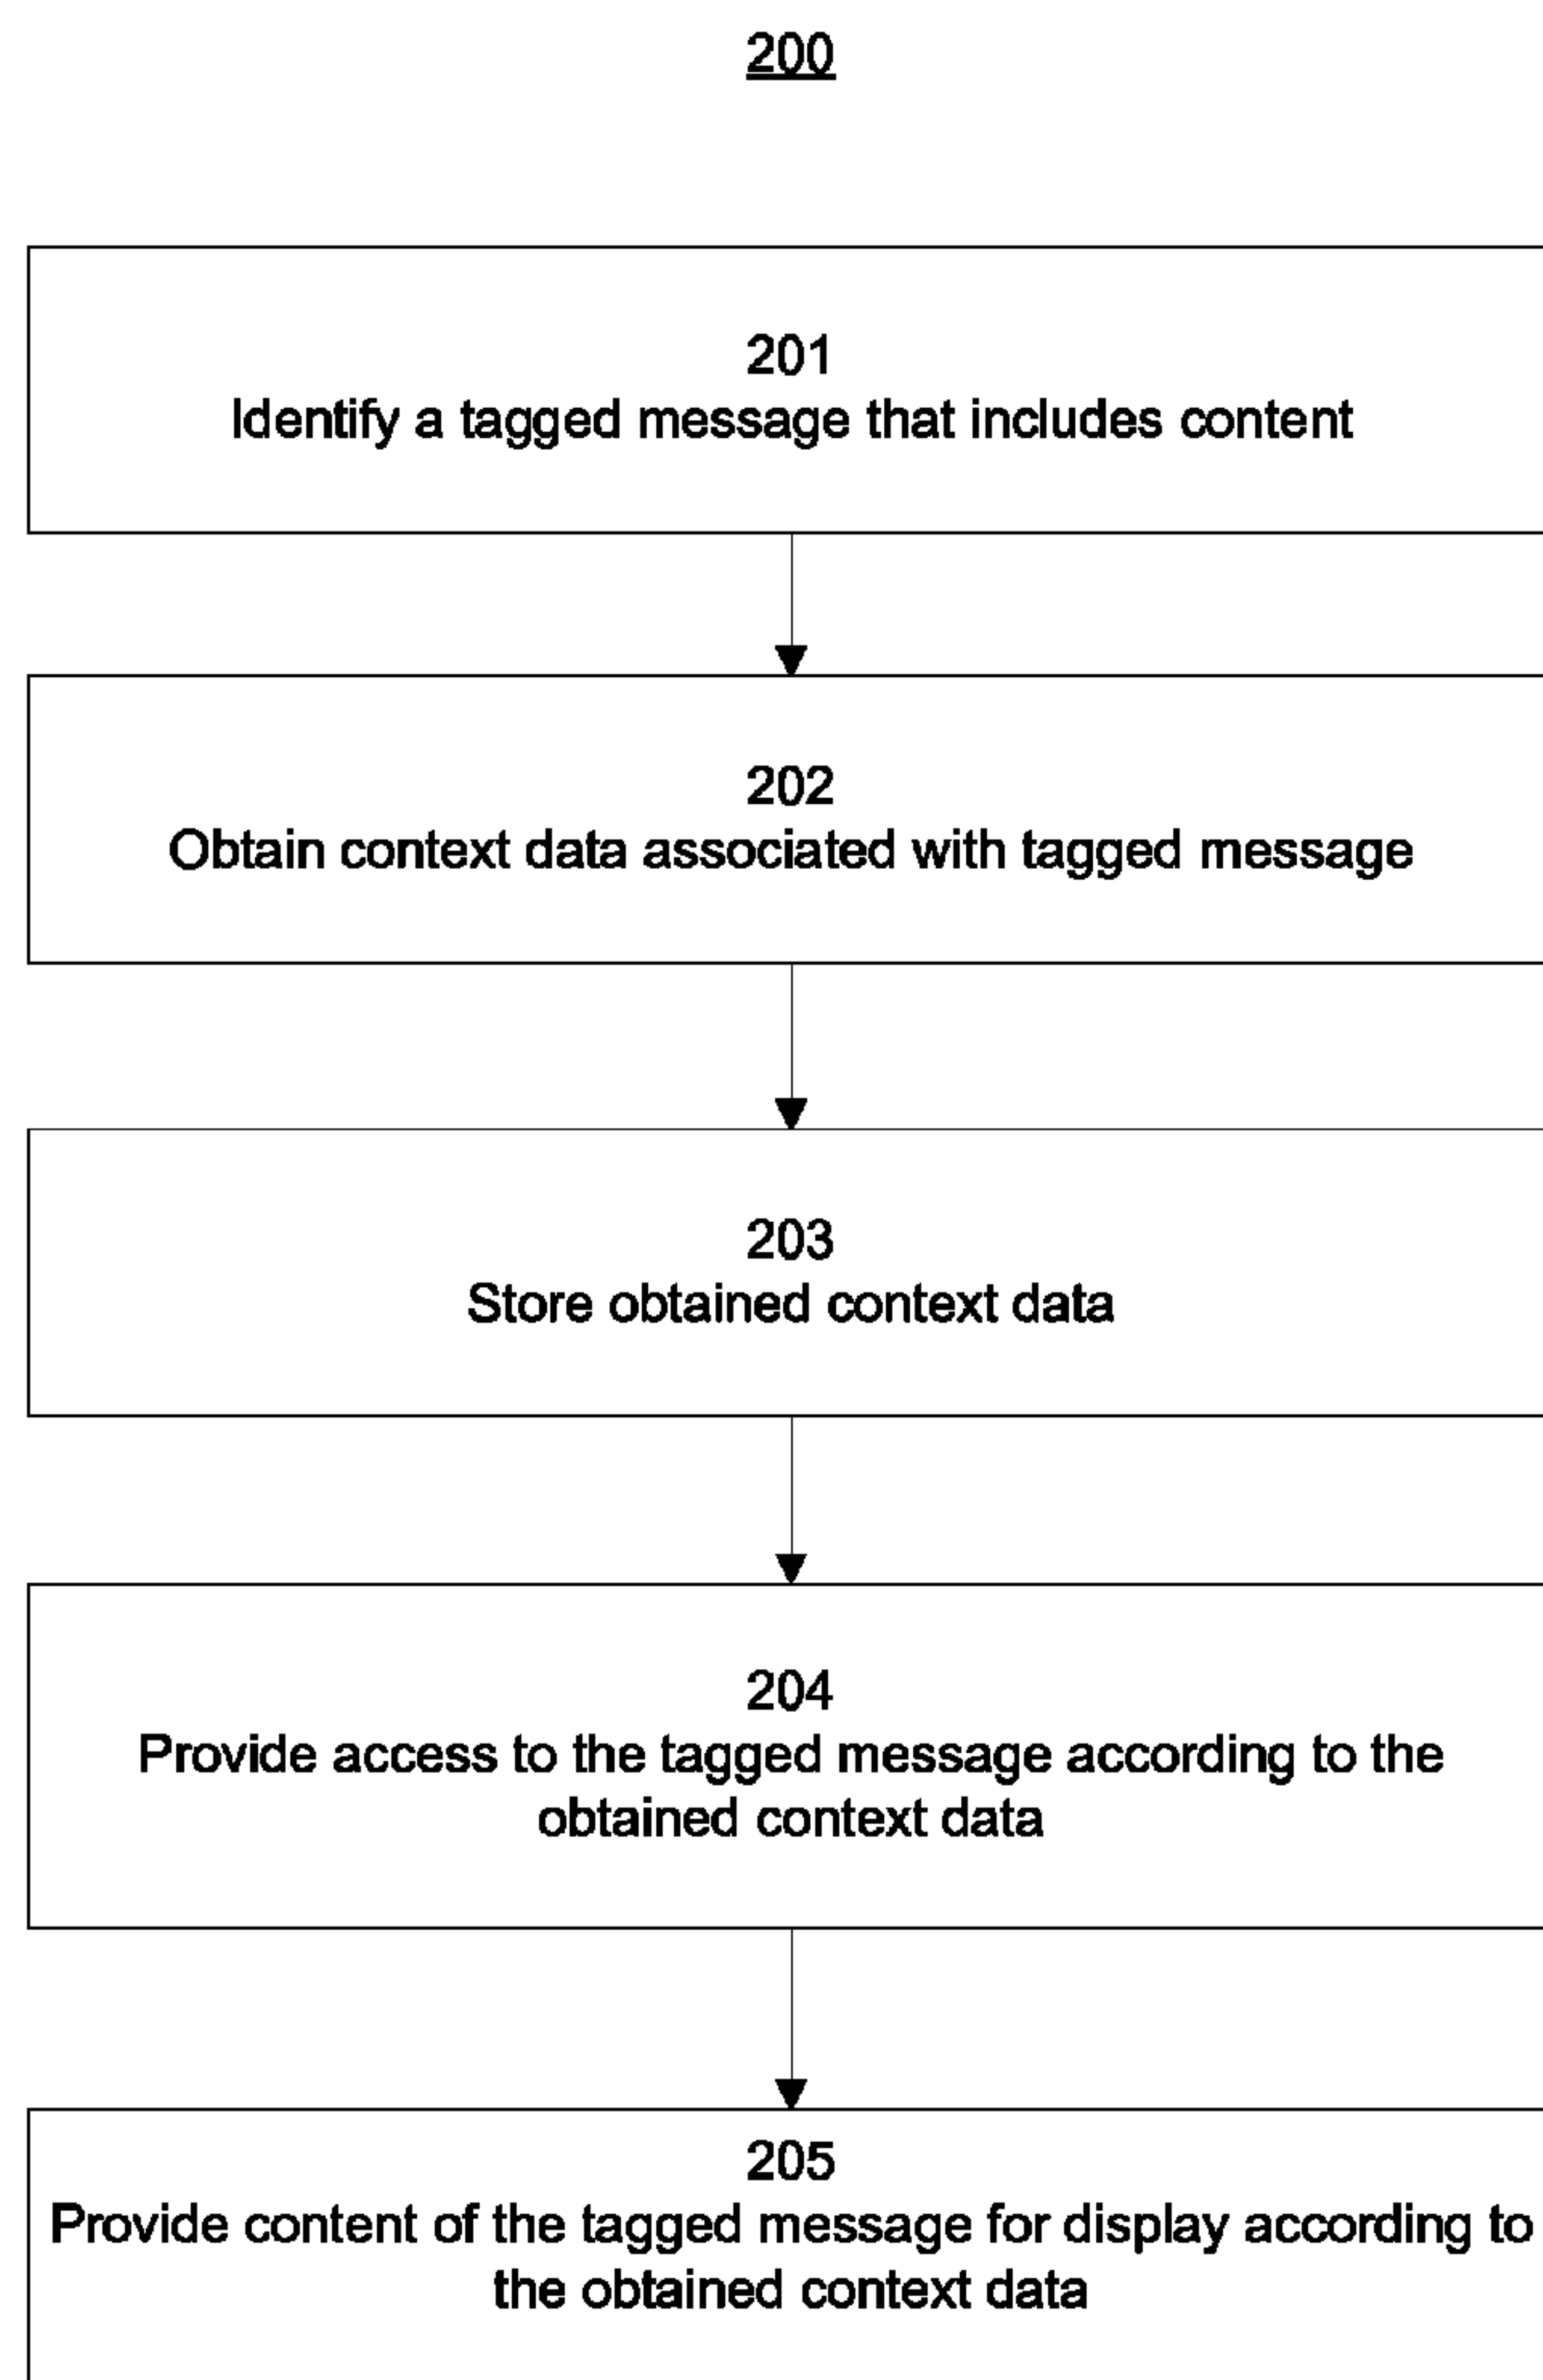 200
201
Identify a tagged message that includes content
202
Obtain context data associated with tagged message
203
Store obtained context data
204
Provide access to the tagged message according to the
obtained context data
205
Provide content of the tagged message for display according to
the obtained context data